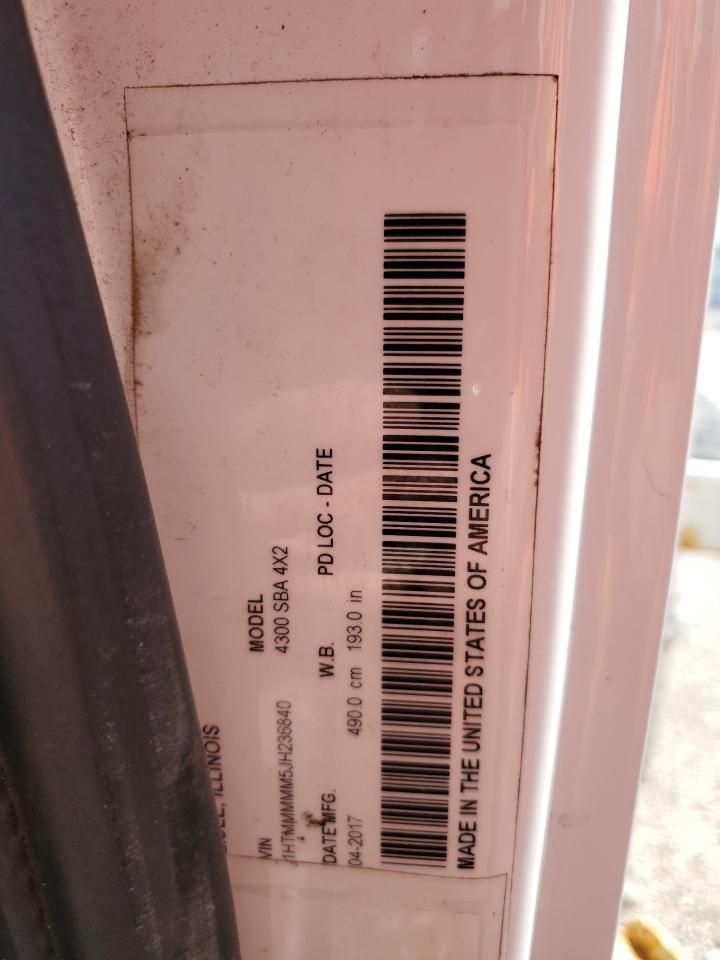 ILLINOIS
VIN MODEL
1HTMMMMM5JH236840 4300 SBA 4X2
DATE MFG. W.B. PD LOC - DATE
04-2017 490.0 cm 193.0 in
MADE IN THE UNITED STATES OF AMERICA